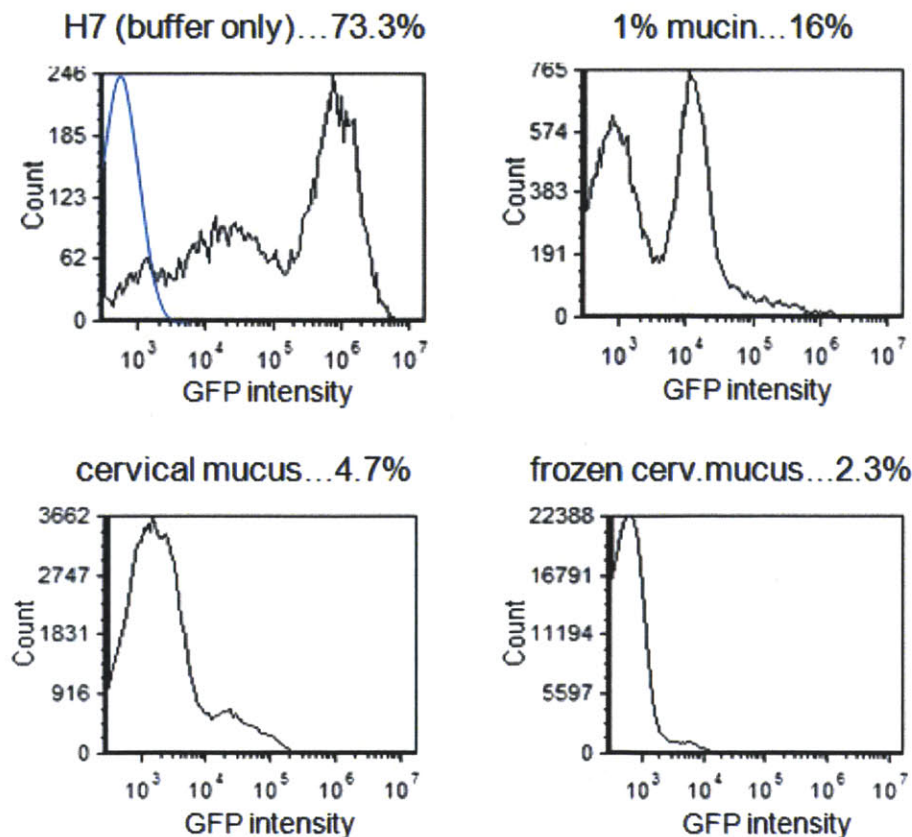 H7 (buffer only)...73.3%
246
185
123
62
0
Count
10³ 10⁴ 10⁵ 10⁶ 10⁷
GFP intensity
1% mucin...16%
765
574
383
191
0
Count
10³ 10⁴ 10⁵ 10⁶ 10⁷
GFP intensity
cervical mucus...4.7%
3662
2747
1831
916
0
Count
10³ 10⁴ 10⁵ 10⁶ 10⁷
GFP intensity
frozen cerv.mucus...2.3%
22388
16791
11194
5597
0
Count
10³ 10⁴ 10⁵ 10⁶ 10⁷
GFP intensity